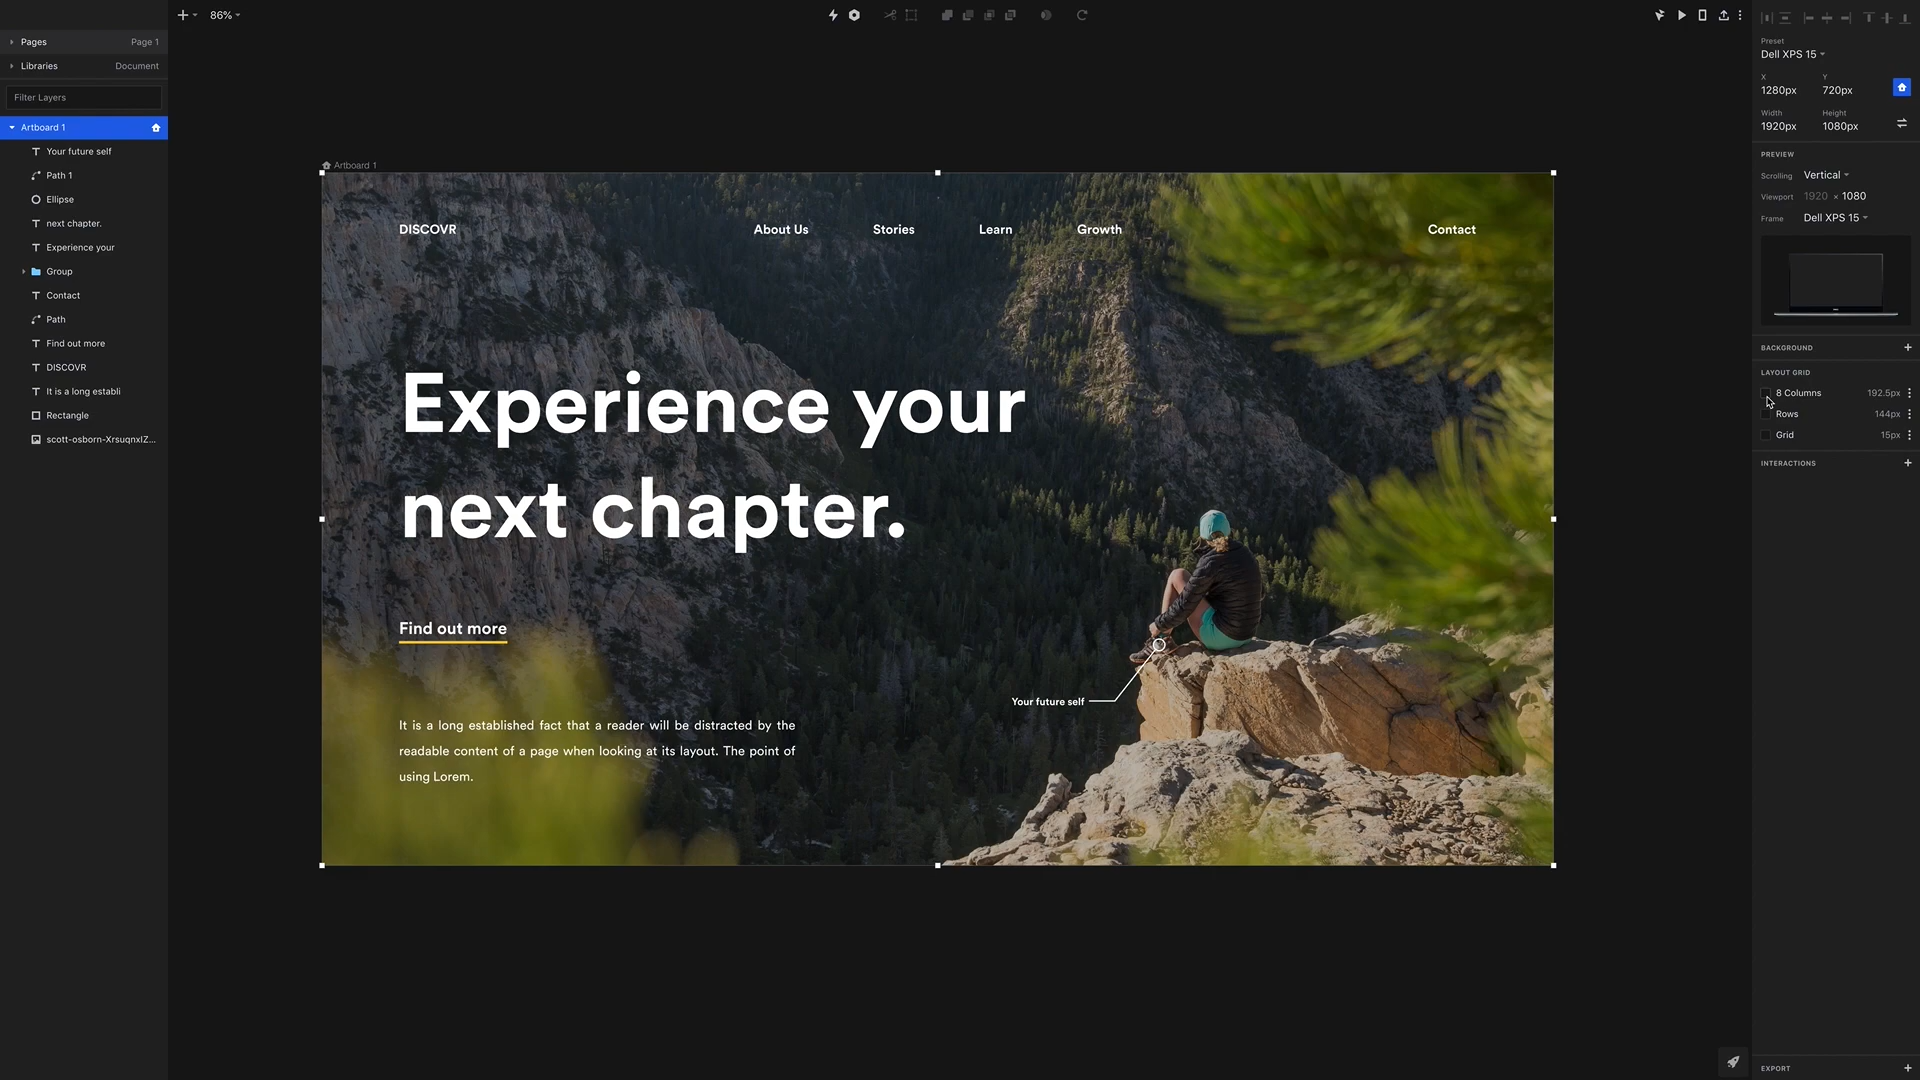 86%
Pages
Page 1
Libraries
Document
Filter Layers
Artboard 1
Your future self
Path 1
Ellipse
next chapter.
Experience your
Group
Contact
Path
Find out more
DISCOVR
It is a long establi
Rectangle
scott-osborn-XrsuqnxIZ...
Artboard 1
DISCOVR
About Us
Stories
Learn
Growth
Contact
Experience your
next chapter.
Find out more
Your future self
It is a long established fact that a reader will be distracted by the
readable content of a page when looking at its layout. The point of
using Lorem.
Preset
Dell XPS 15
X
Y
1280px
720px
Width
Height
1920px
1080px
PREVIEW
Scrolling
Vertical
Viewport
1920 × 1080
Frame
Dell XPS 15
BACKGROUND
LAYOUT GRID
8 Columns
192.5px
Rows
144px
Grid
15px
INTERACTIONS
EXPORT